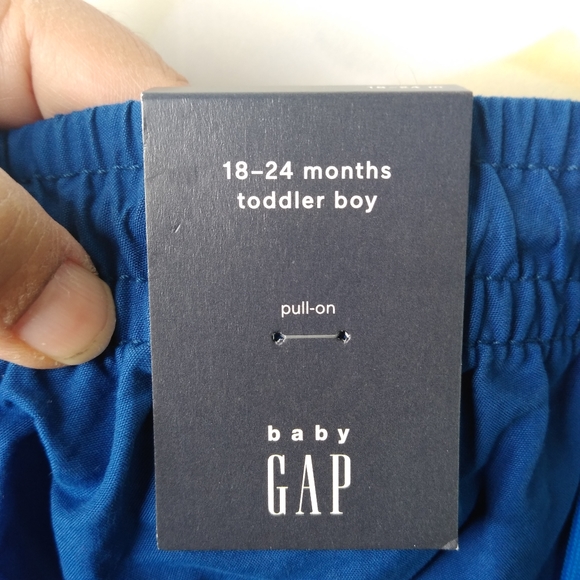 18–24 months
toddler boy
pull-on
baby
GAP